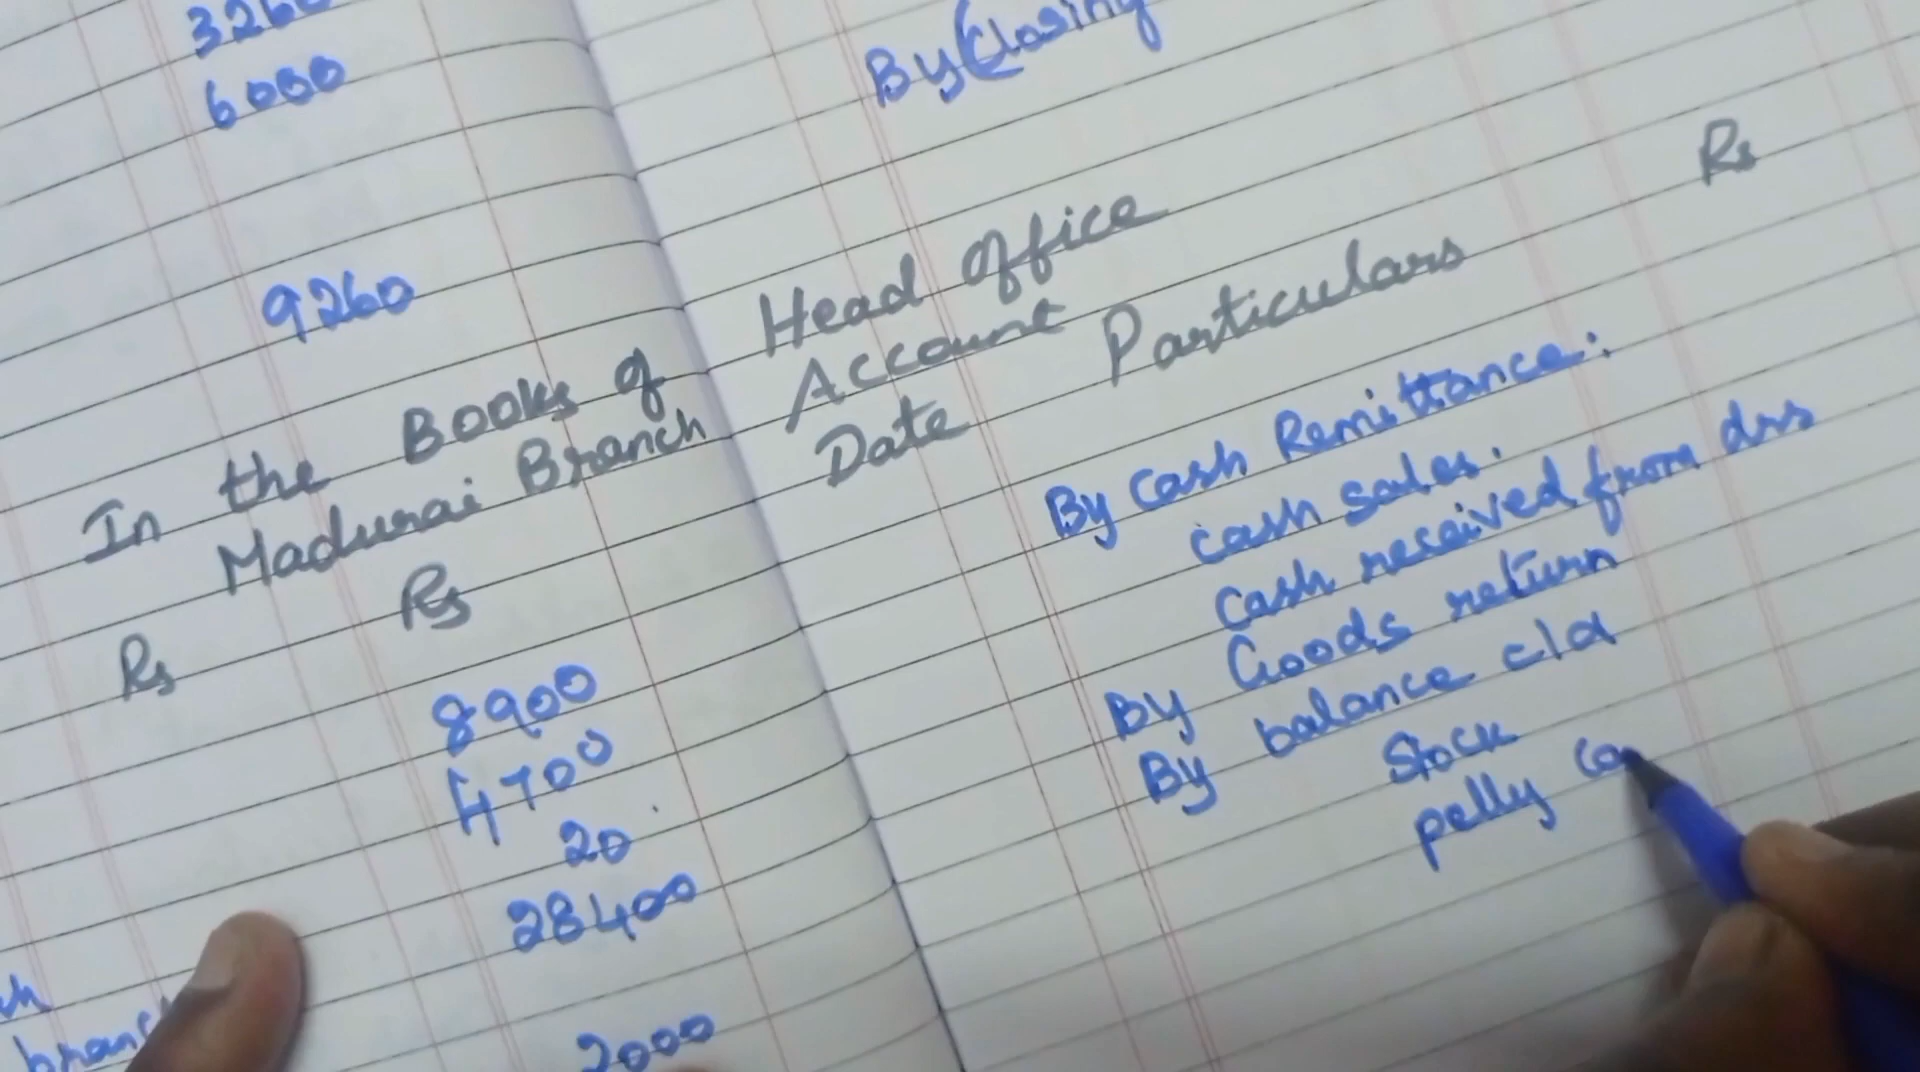 6000
By Closing
9260
In the Books of
Madurai Branch
Head Office
Account
Rs
Rs
Date Particulars
Rs
8900
4700
20
28400
2000
By Cash Remittance:
cash sales.
Cash received from drs
By Goods return
By balance c/d
Stock
petty ca